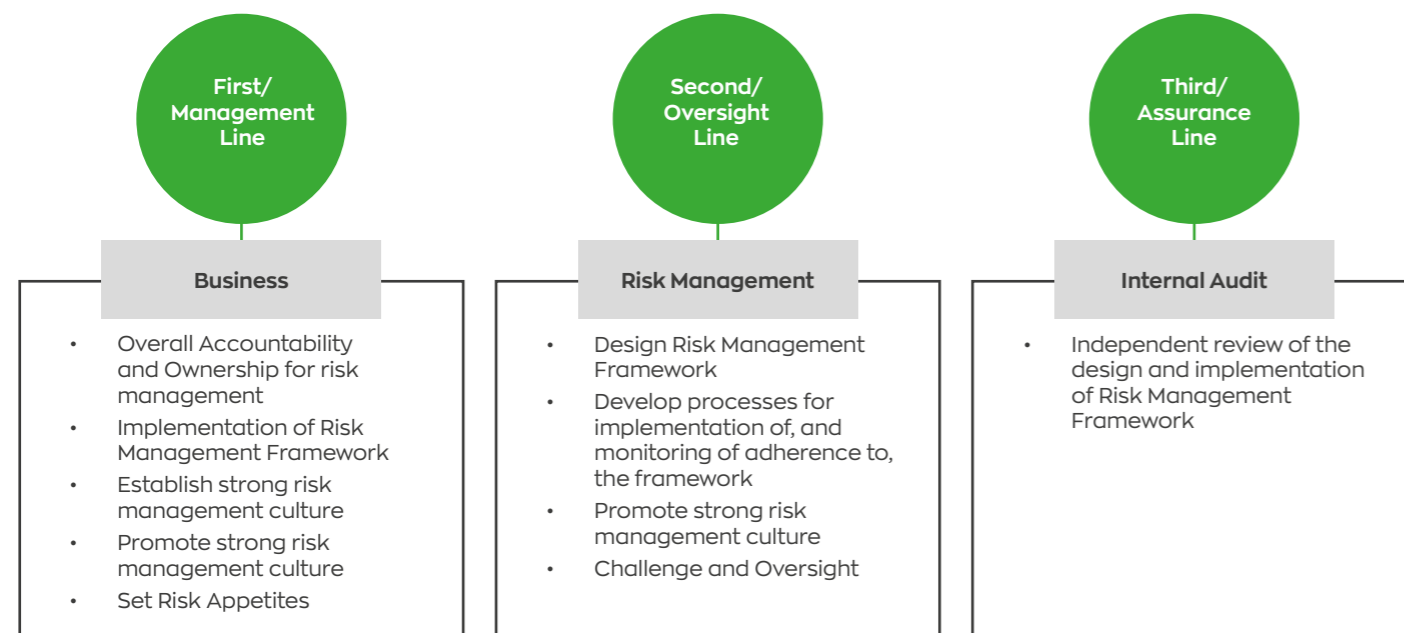 First/
Management
Line
Business
• Overall Accountability
and Ownership for risk
management
• Implementation of Risk
Management Framework
• Establish strong risk
management culture
• Promote strong risk
management culture
• Set Risk Appetites
Second/
Oversight
Line
Risk Management
• Design Risk Management
Framework
• Develop processes for
implementation of, and
monitoring of adherence to,
the framework
• Promote strong risk
management culture
• Challenge and Oversight
Third/
Assurance
Line
Internal Audit
• Independent review of the
design and implementation
of Risk Management
Framework